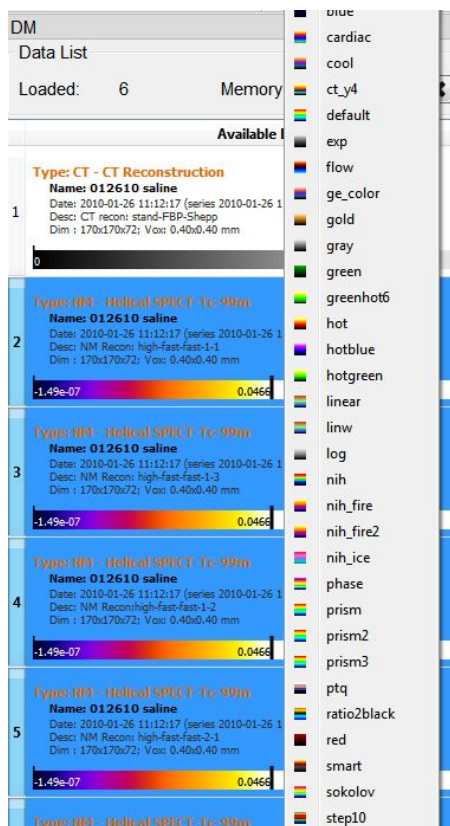 DM
Data List
Loaded: 6 Memory
Available
1
Type: CT - CT Reconstruction
Name: 012610 saline
Date: 2010-01-26 11:12:17 (series 2010-01-26 1
Desc: CT recon: stand-FBP-Shepp
Dim : 170x170x72; Vox: 0.40x0.40 mm
0
2
Type: NM - Helical SPECT-Tc-99m
Name: 012610 saline
Date: 2010-01-26 11:12:17 (series 2010-01-26 1
Desc: NM Recon: high-fast-fast-1-1
Dim : 170x170x72; Vox: 0.40x0.40 mm
-1.49e-07 0.0466
3
Type: NM - Helical SPECT-Tc-99m
Name: 012610 saline
Date: 2010-01-26 11:12:17 (series 2010-01-26 1
Desc: NM Recon: high-fast-fast-1-3
Dim : 170x170x72; Vox: 0.40x0.40 mm
-1.49e-07 0.0466
4
Type: NM - Helical SPECT-Tc-99m
Name: 012610 saline
Date: 2010-01-26 11:12:17 (series 2010-01-26 1
Desc: NM Recon:high-fast-fast-1-2
Dim : 170x170x72; Vox: 0.40x0.40 mm
-1.49e-07 0.0466
5
Type: NM - Helical SPECT-Tc-99m
Name: 012610 saline
Date: 2010-01-26 11:12:17 (series 2010-01-26 1
Desc: NM Recon: high-fast-fast-2-1
Dim : 170x170x72; Vox: 0.40x0.40 mm
-1.49e-07 0.0466
Type: NM - Helical SPECT-Tc-99m
blue
cardiac
cool
ct_y4
default
exp
flow
ge_color
gold
gray
green
greenhot6
hot
hotblue
hotgreen
linear
linw
log
nih
nih_fire
nih_fire2
nih_ice
phase
prism
prism2
prism3
ptq
ratio2black
red
smart
sokolov
step10